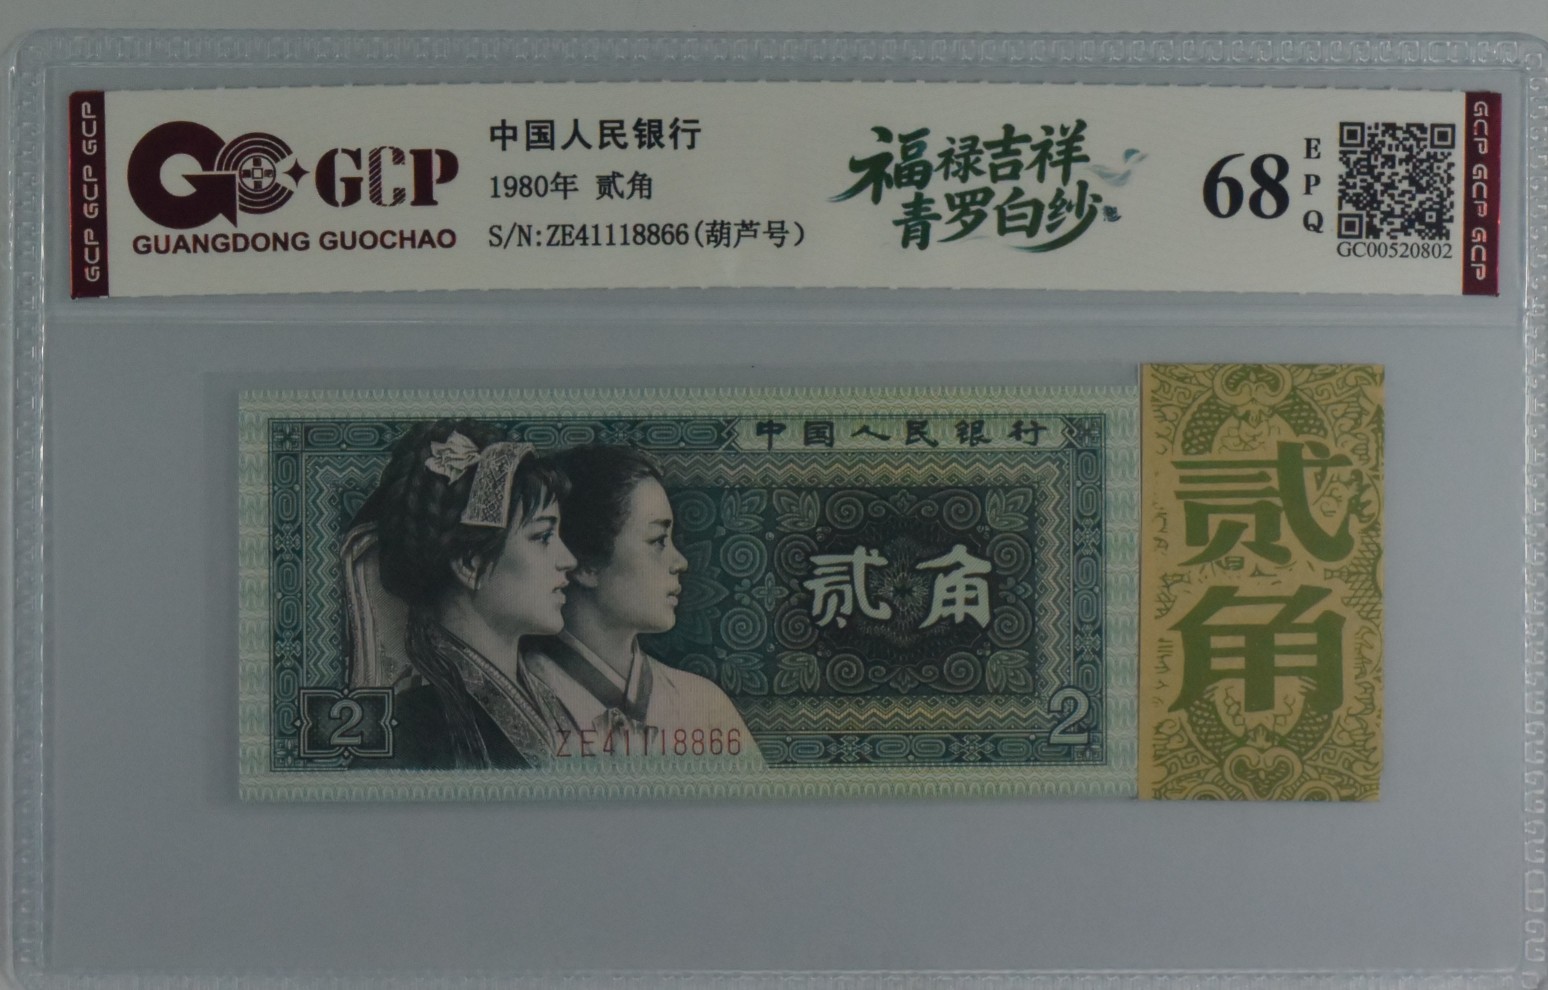 GCP GCP GCP
GCP
GUANGDONG GUOCHAO
中国人民银行
1980年 贰角
S/N:ZE41118866(葫芦号)
福禄吉祥
青罗白纱
68
EPQ
GC00520802
GCP GCP GCP
中国人民银行
贰角
2
ZE41118866
2
贰角